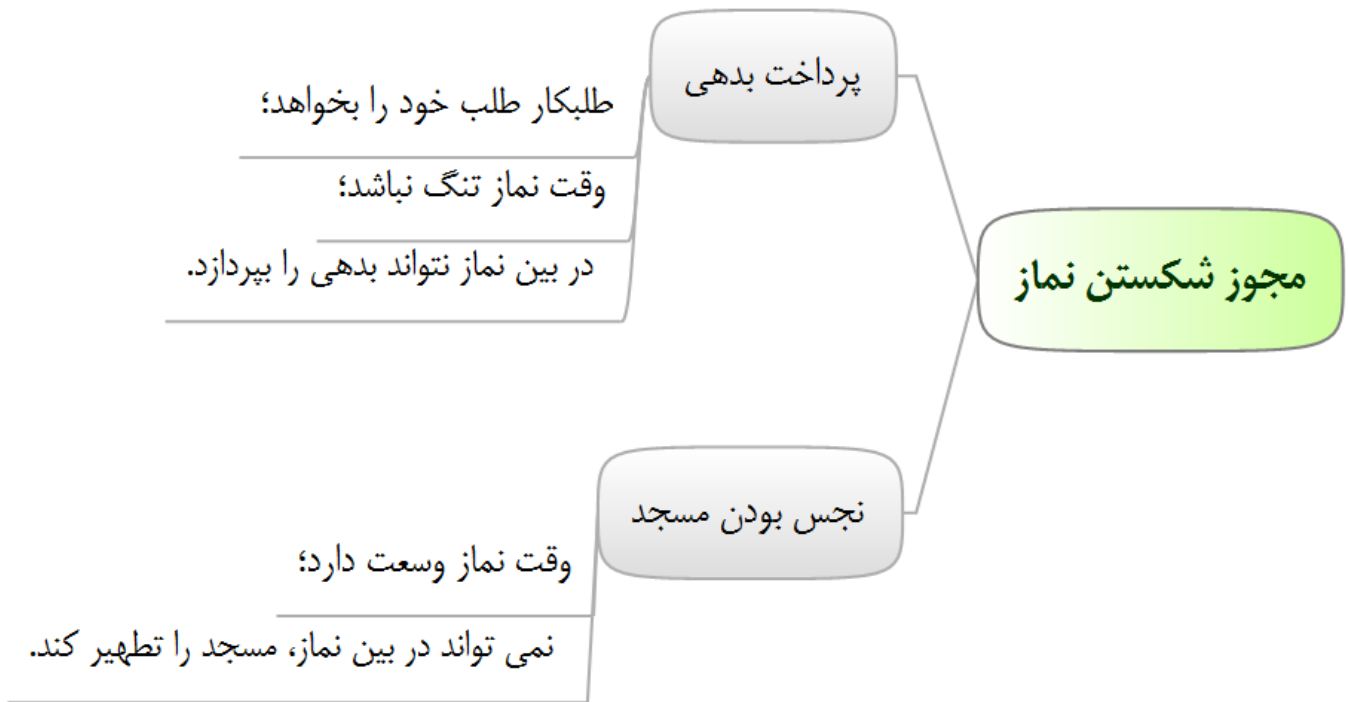 مجوز شکستن نماز
پرداخت بدهی
طلبکار طلب خود را بخواهد؛
وقت نماز تنگ نباشد؛
در بین نماز نتواند بدهی را بپردازد.
نجس بودن مسجد
وقت نماز وسعت دارد؛
نمی تواند در بین نماز، مسجد را تطهیر کند.